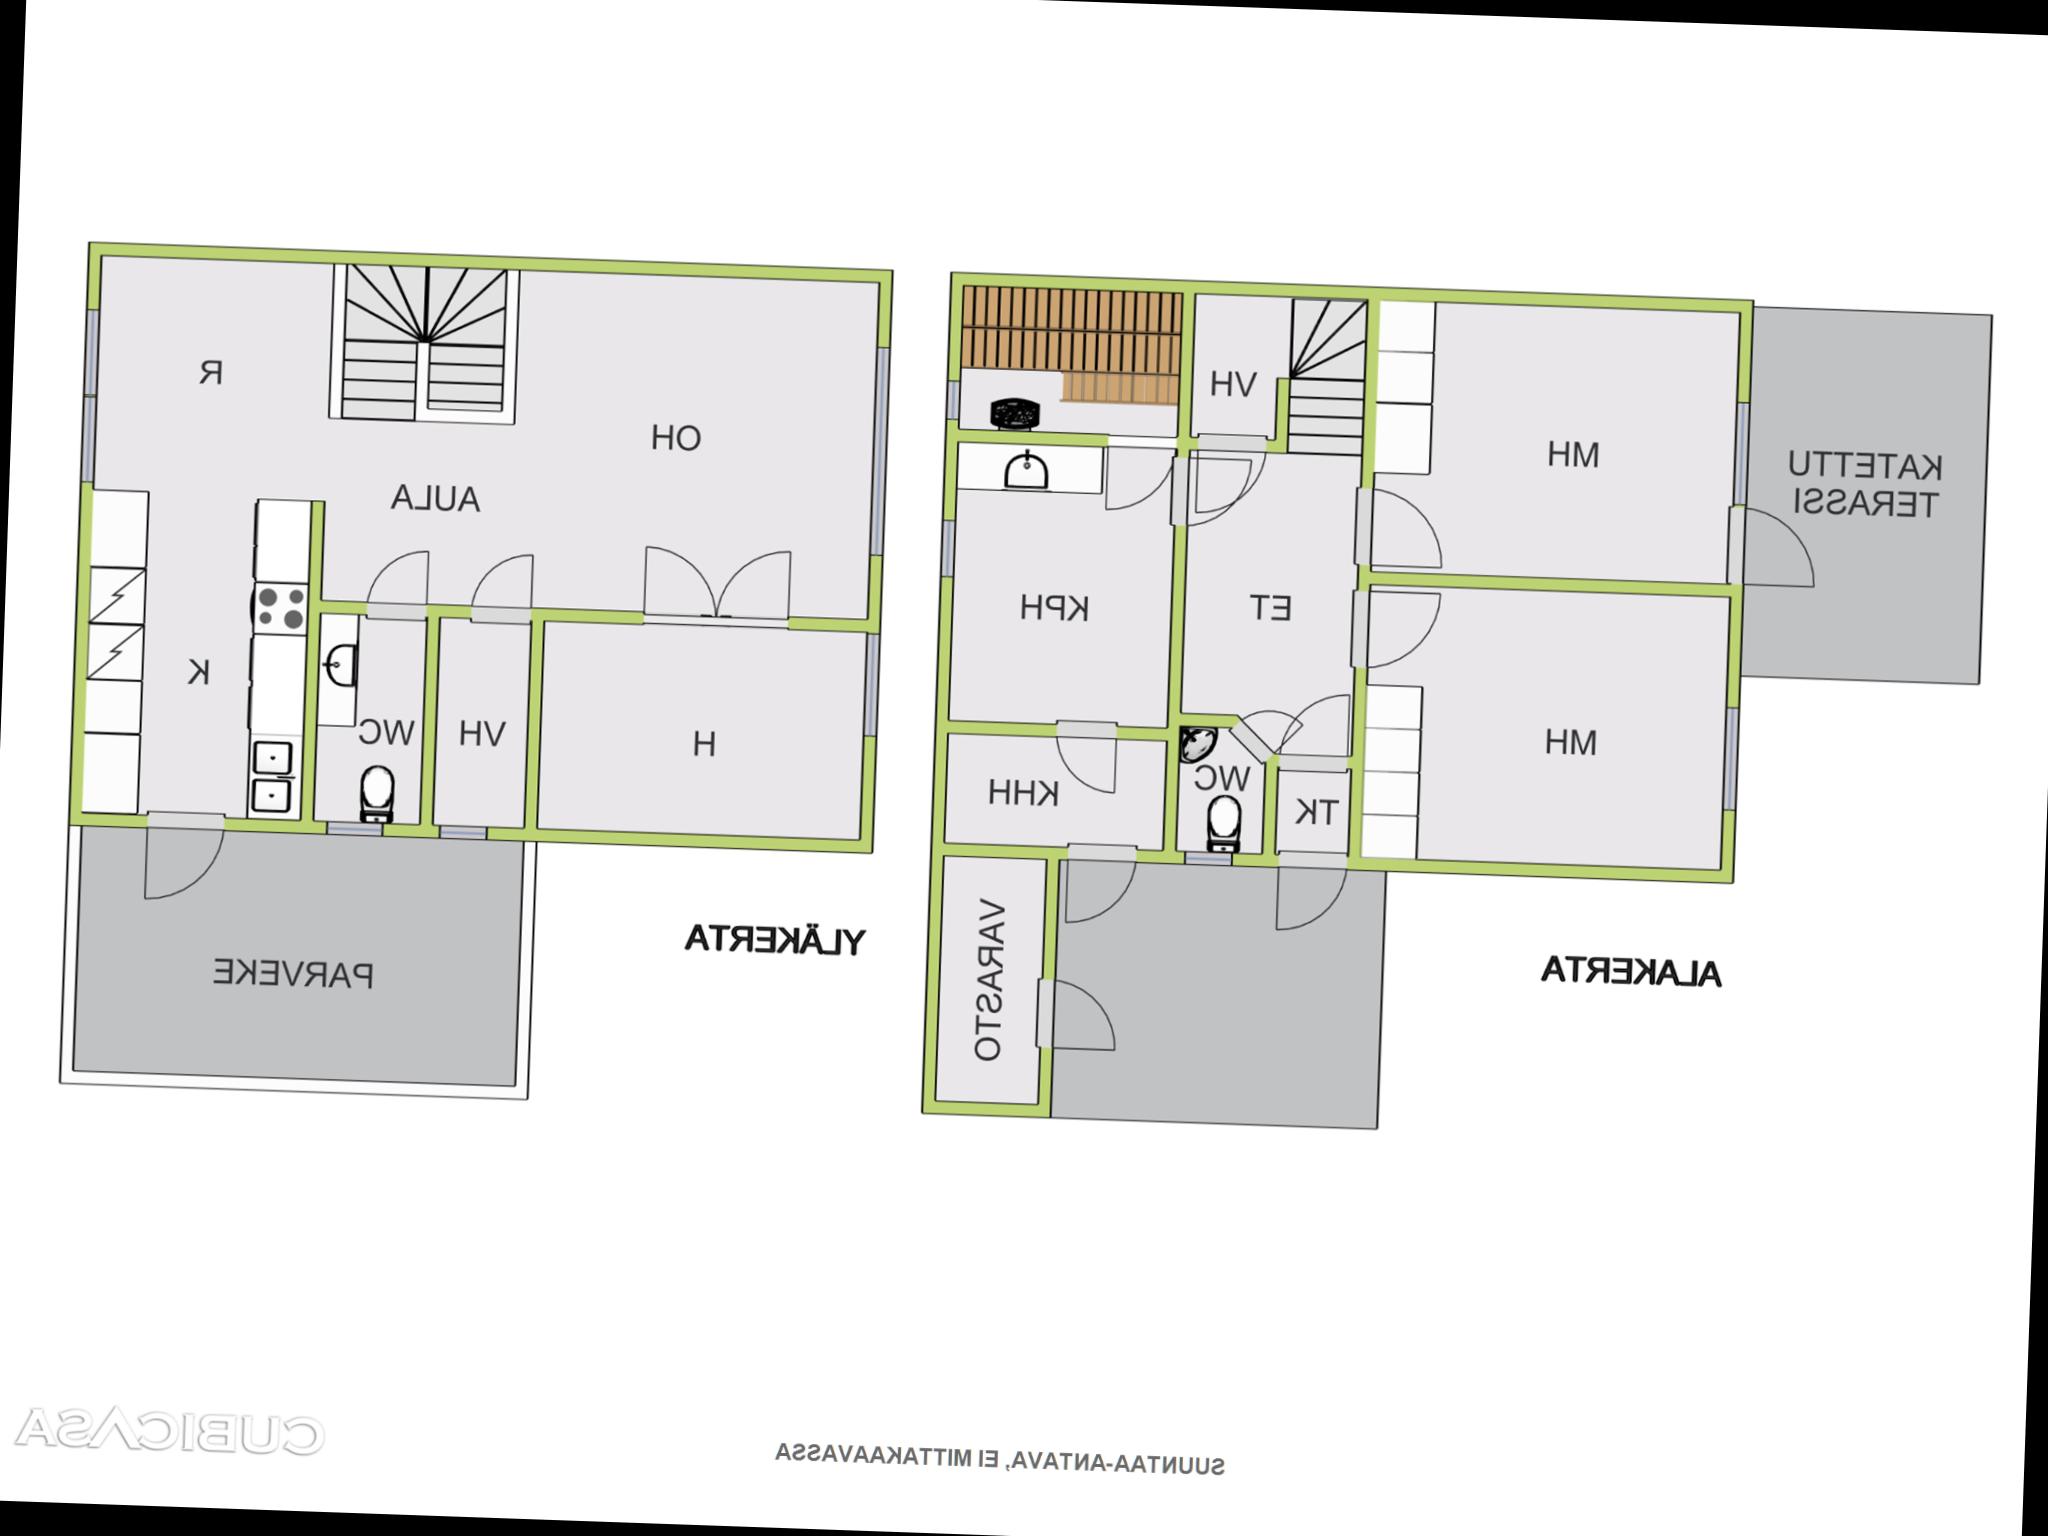 R
OH
AULA
K
WC
VH
H
PARVEKE
YLÄKERTA
VH
MH
KATETTU
TERASSI
KPH
ET
MH
KHH
WC
TK
VARASTO
ALAKERTA
SUUNTAA-ANTAVA, EI MITTAKAAVASSA
CUBICASA